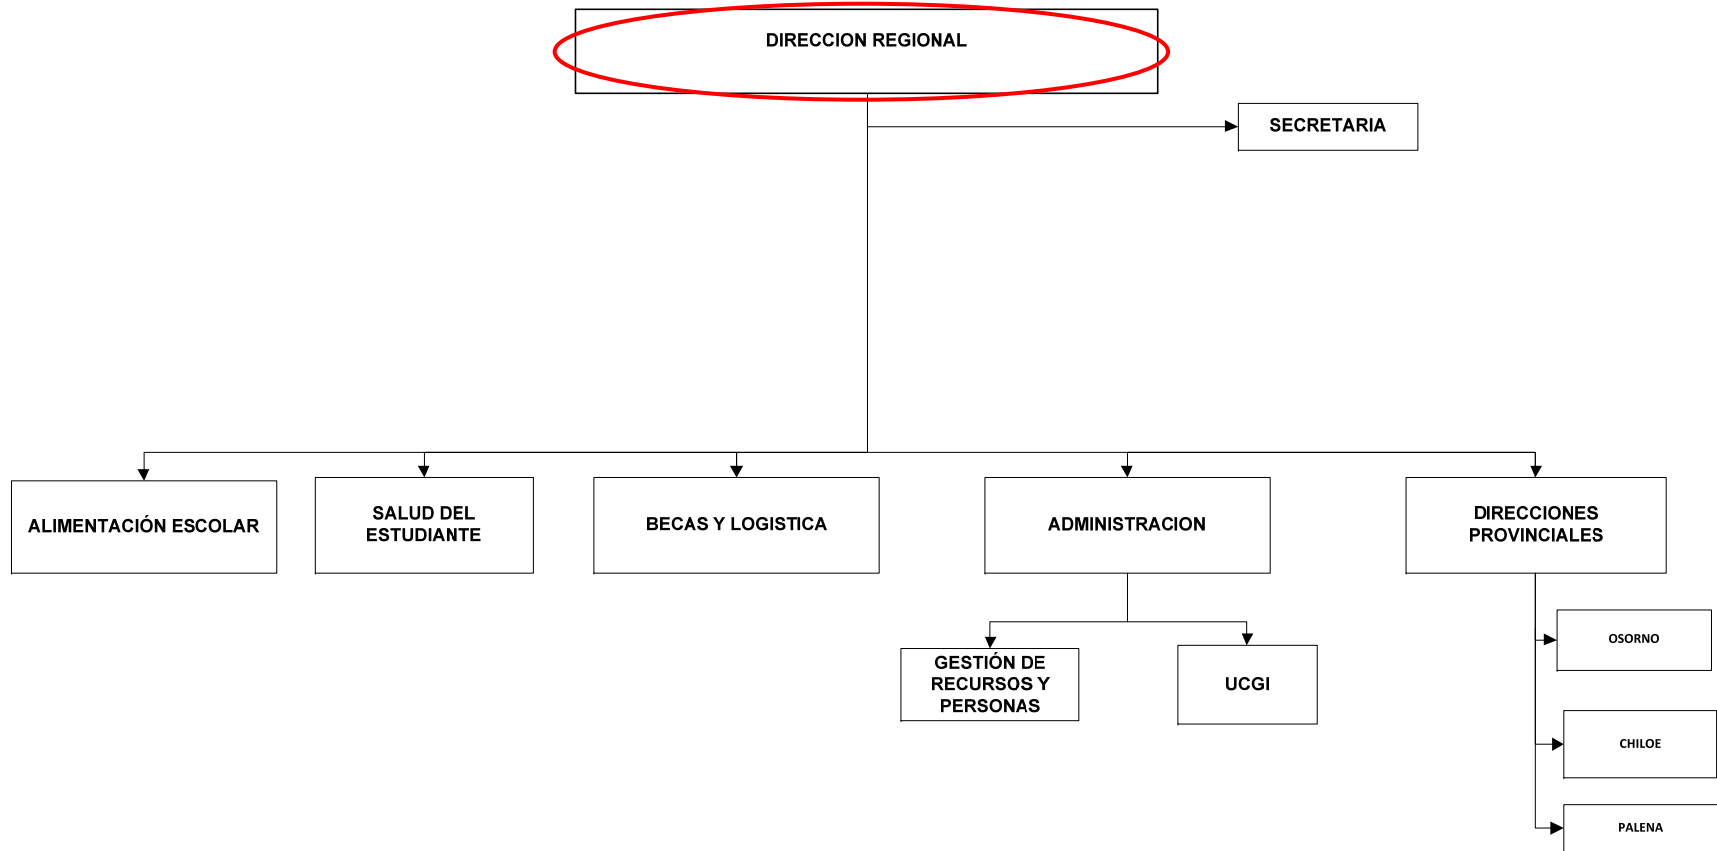 DIRECCION REGIONAL
SECRETARIA
ALIMENTACIÓN ESCOLAR
SALUD DEL
ESTUDIANTE
BECAS Y LOGISTICA
ADMINISTRACION
DIRECCIONES
PROVINCIALES
GESTIÓN DE
RECURSOS Y
PERSONAS
UCGI
OSORNO
CHILOE
PALENA